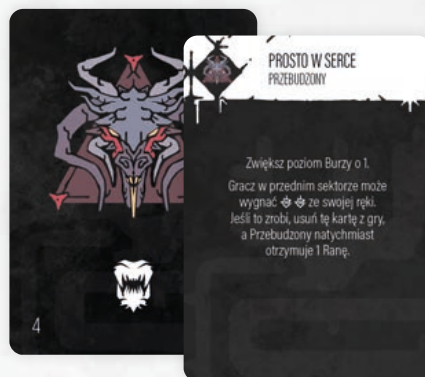 PROSTO W SERCE
PRZEBUDZONY
Zwiększ poziom Burzy o 1.
Gracz w przednim sektorze może
wygnać ze swojej ręki.
Jeśli to zrobi, usuń tę kartę z gry,
a Przebudzony natychmiast
otrzymuje 1 Ranę.
4